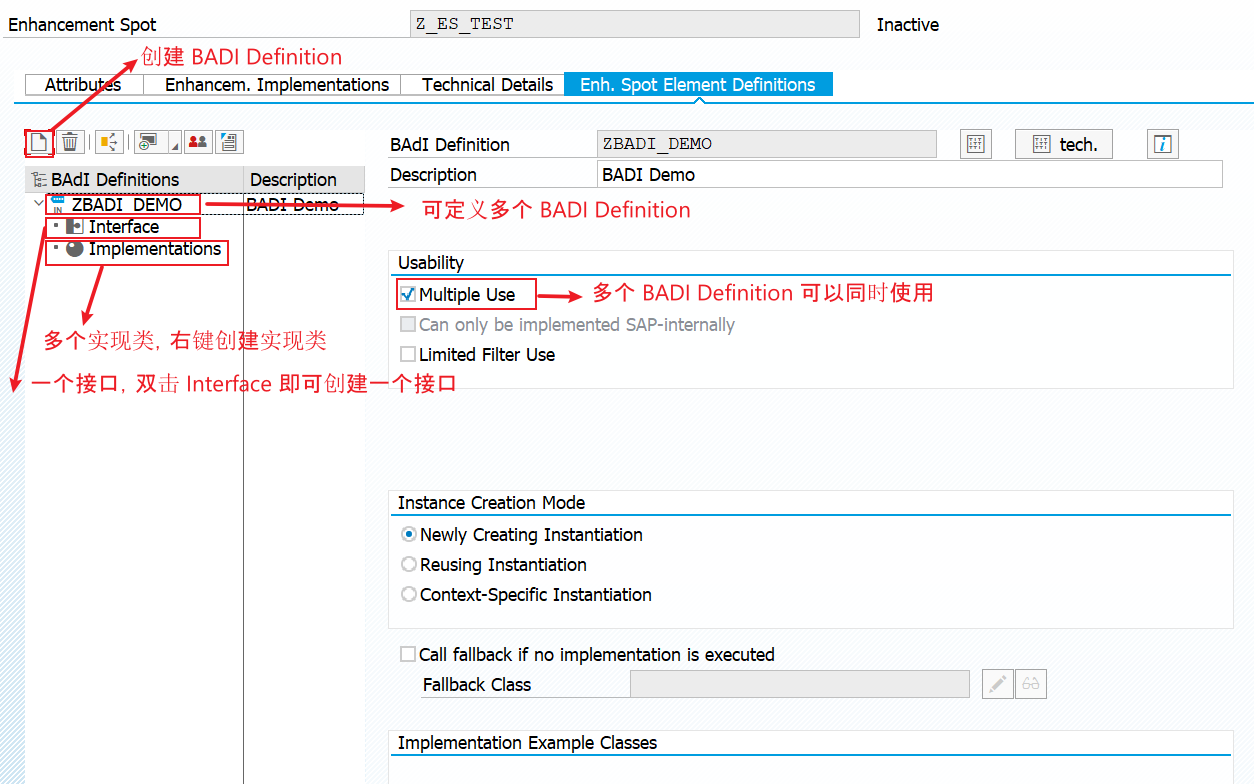 Enhancement Spot Z_ES_TEST Inactive
创建 BADI Definition
Attributes Enhancem. Implementations Technical Details Enh. Spot Element Definitions
BAdI Definition ZBADI_DEMO tech.
Description BADI Demo
BAdI Definitions Description
ZBADI_DEMO BADI Demo
可定义多个 BADI Definition
Interface
Implementations
Usability
Multiple Use
多个 BADI Definition 可以同时使用
Can only be implemented SAP-internally
多个实现类, 右键创建实现类
Limited Filter Use
一个接口, 双击 Interface 即可创建一个接口
Instance Creation Mode
Newly Creating Instantiation
Reusing Instantiation
Context-Specific Instantiation
Call fallback if no implementation is executed
Fallback Class
Implementation Example Classes